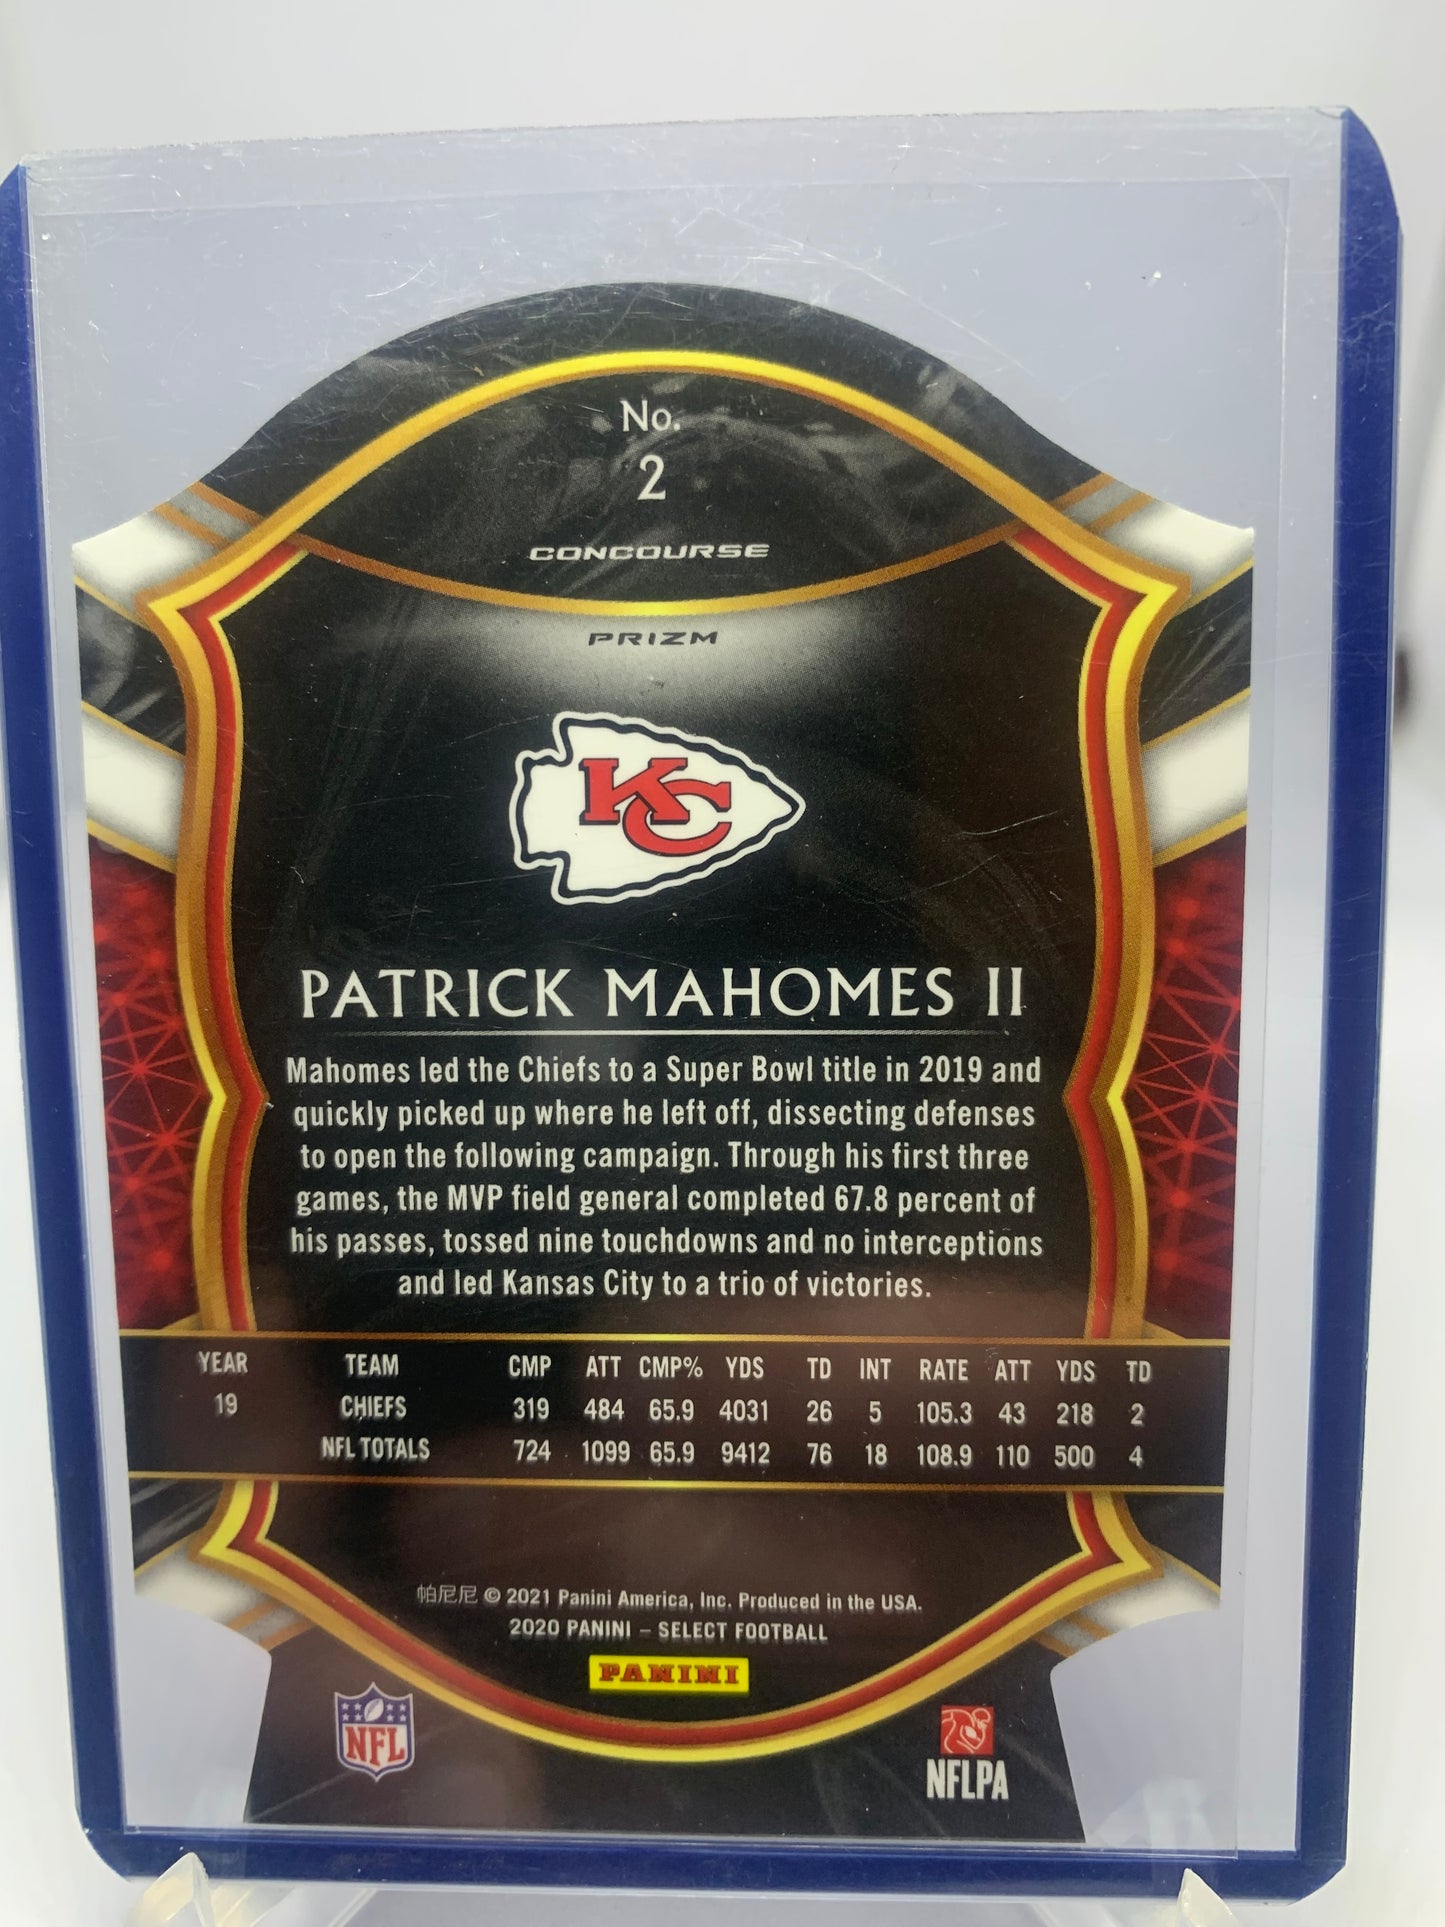 No.
2
CONCOURSE
PRIZM
KC
PATRICK MAHOMES II
Mahomes led the Chiefs to a Super Bowl title in 2019 and
quickly picked up where he left off, dissecting defenses
to open the following campaign. Through his first three
games, the MVP field general completed 67.8 percent of
his passes, tossed nine touchdowns and no interceptions
and led Kansas City to a trio of victories.
YEAR TEAM CMP ATT CMP% YDS TD INT RATE ATT YDS TD
19 CHIEFS 319 484 65.9 4031 26 5 105.3 43 218 2
NFL TOTALS 724 1099 65.9 9412 76 18 108.9 110 500 4
帕尼尼 © 2021 Panini America, Inc. Produced in the USA.
2020 PANINI – SELECT FOOTBALL
PANINI
NFL
NFLPA